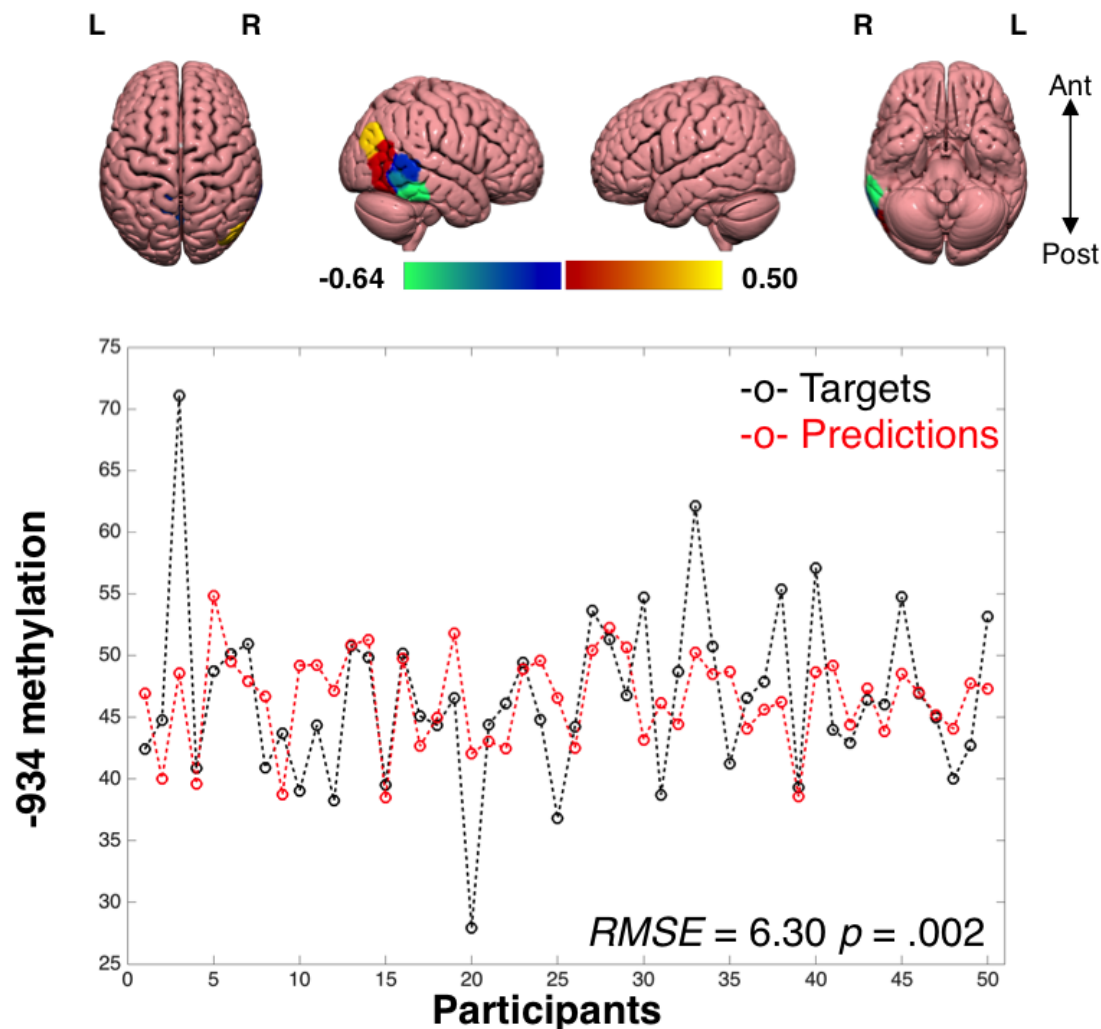 L R R L
Ant
Post
-0.64 0.50
75
70
65
60
55
50
45
40
35
30
25
-o- Targets
-o- Predictions
-934 methylation
RMSE = 6.30 p = .002
0 5 10 15 20 25 30 35 40 45 50
Participants